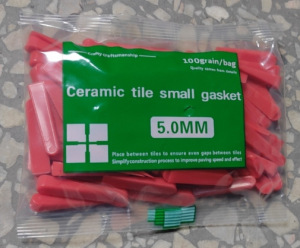 100grain/bag
Quality comes from details
Ceramic tile small gasket
5.0MM
Place between tiles to ensure even gaps between tiles
Simplify construction process to improve paving speed and effect